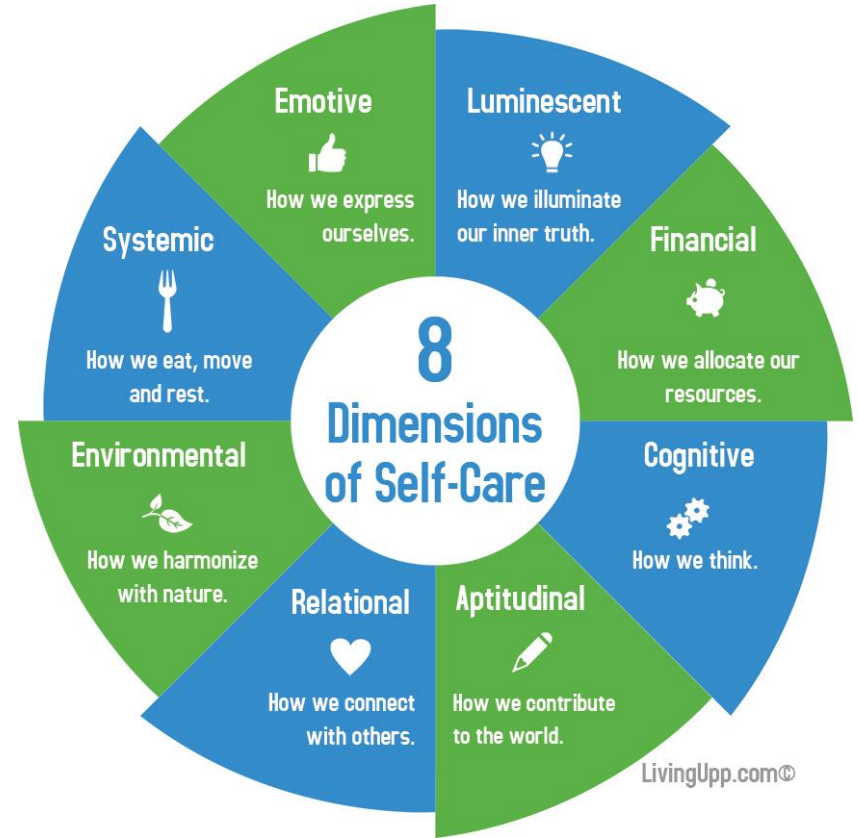 8
Dimensions
of Self-Care
Luminescent
How we illuminate
our inner truth.
Financial
How we allocate our
resources.
Cognitive
How we think.
Aptitudinal
How we contribute
to the world.
Relational
How we connect
with others.
Environmental
How we harmonize
with nature.
Systemic
How we eat, move
and rest.
Emotive
How we express
ourselves.
LivingUpp.com©